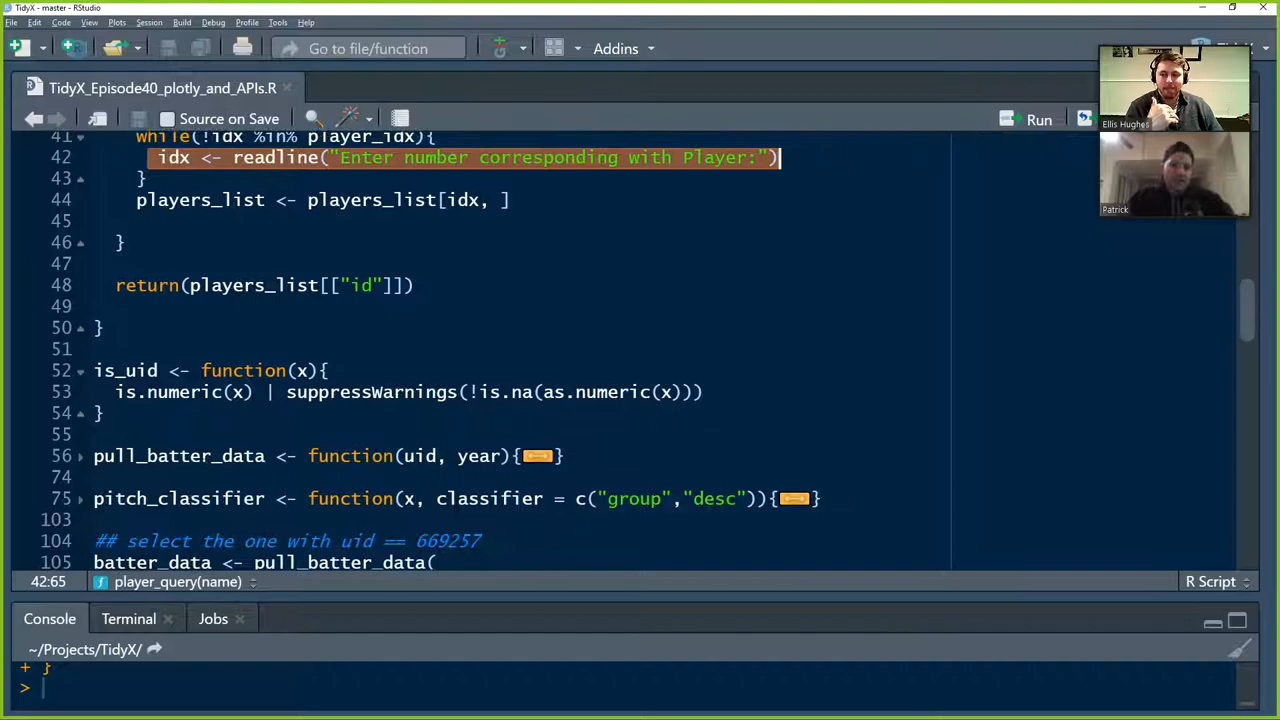 TidyX - master - RStudio
File Edit Code View Plots Session Build Debug Profile Tools Help
Go to file/function Addins
TidyX_Episode40_plotly_and_APIs.R
Source on Save Run
41 while(!idx %in% player_idx){
42 idx <- readline("Enter number corresponding with Player:")
43 }
44 players_list <- players_list[idx, ]
45
46 }
47
48 return(players_list[["id"]])
49
50 }
51
52 is_uid <- function(x){
53 is.numeric(x) | suppressWarnings(!is.na(as.numeric(x)))
54 }
55
56 pull_batter_data <- function(uid, year){ }
74
75 pitch_classifier <- function(x, classifier = c("group","desc")){ }
103
104 ## select the one with uid == 669257
105 batter_data <- pull_batter_data(
42:65 player_query(name) R Script
Console Terminal Jobs
~/Projects/TidyX/
+ }
>
Ellis Hughes
Patrick